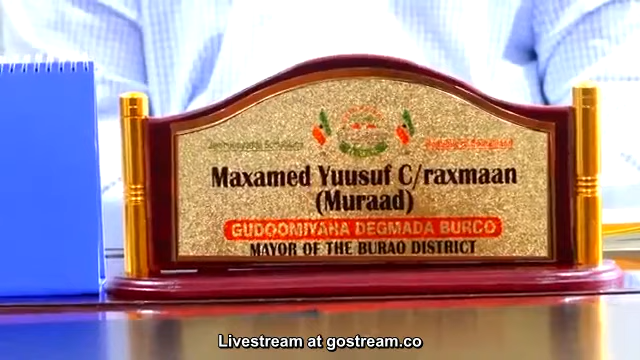 Maxamed Yuusuf C/raxmaan
(Muraad)
GUDOOMIYAHA DEGMADA BURCO
MAYOR OF THE BURAO DISTRICT
Livestream at gostream.co